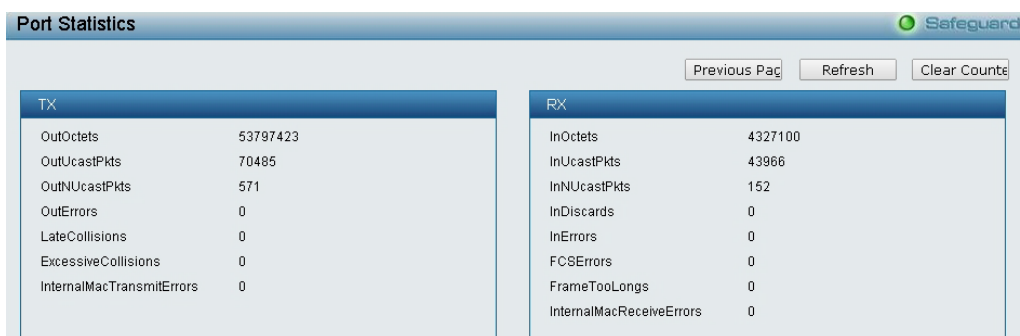 Port Statistics
Safeguard
Previous Pag
Refresh
Clear Counte
TX
OutOctets 53797423
OutUcastPkts 70485
OutNUcastPkts 571
OutErrors 0
LateCollisions 0
ExcessiveCollisions 0
InternalMacTransmitErrors 0
RX
InOctets 4327100
InUcastPkts 43966
InNUcastPkts 152
InDiscards 0
InErrors 0
FCSErrors 0
FrameTooLongs 0
InternalMacReceiveErrors 0